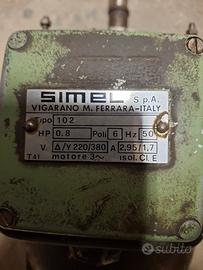 SIMEL S.p.A.
VIGARANO M. FERRARA-ITALY
Tipo 102
HP 0.8 Poli 6 Hz 50
V. Δ/Y 220/380 A 2,95/1,7
T41 motore 3~ isol. Cl. E
subito